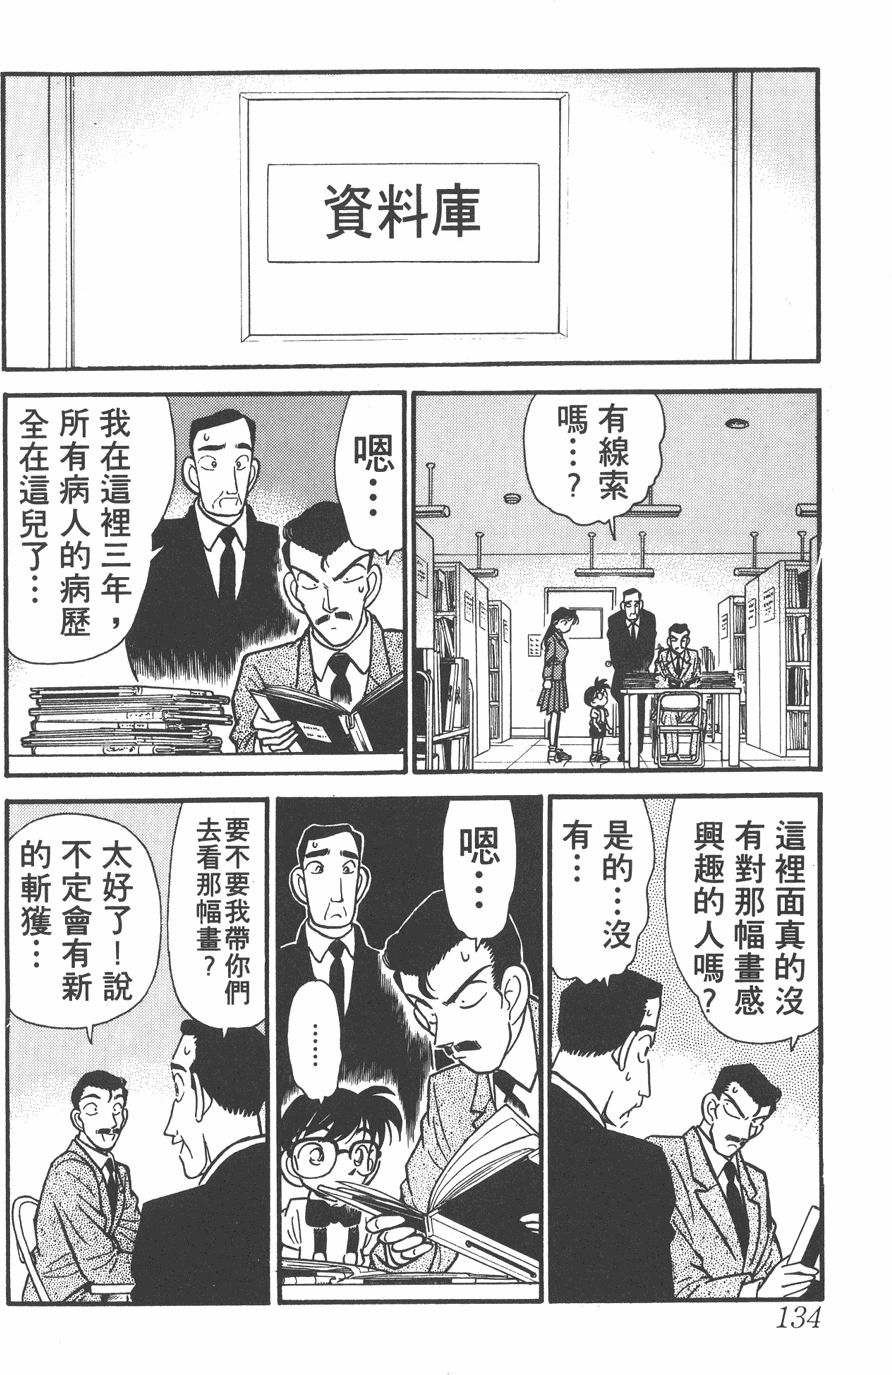 資料庫
有線索
嗎…?
嗯…
我在這裡三年，
所有病人的病歷
全在這兒了…
這裡面真的沒
有對那幅畫感
興趣的人嗎?
是的…沒
有…
嗯…
……
要不要我帶你們
去看那幅畫?
太好了!說
不定會有新
的斬獲…
134